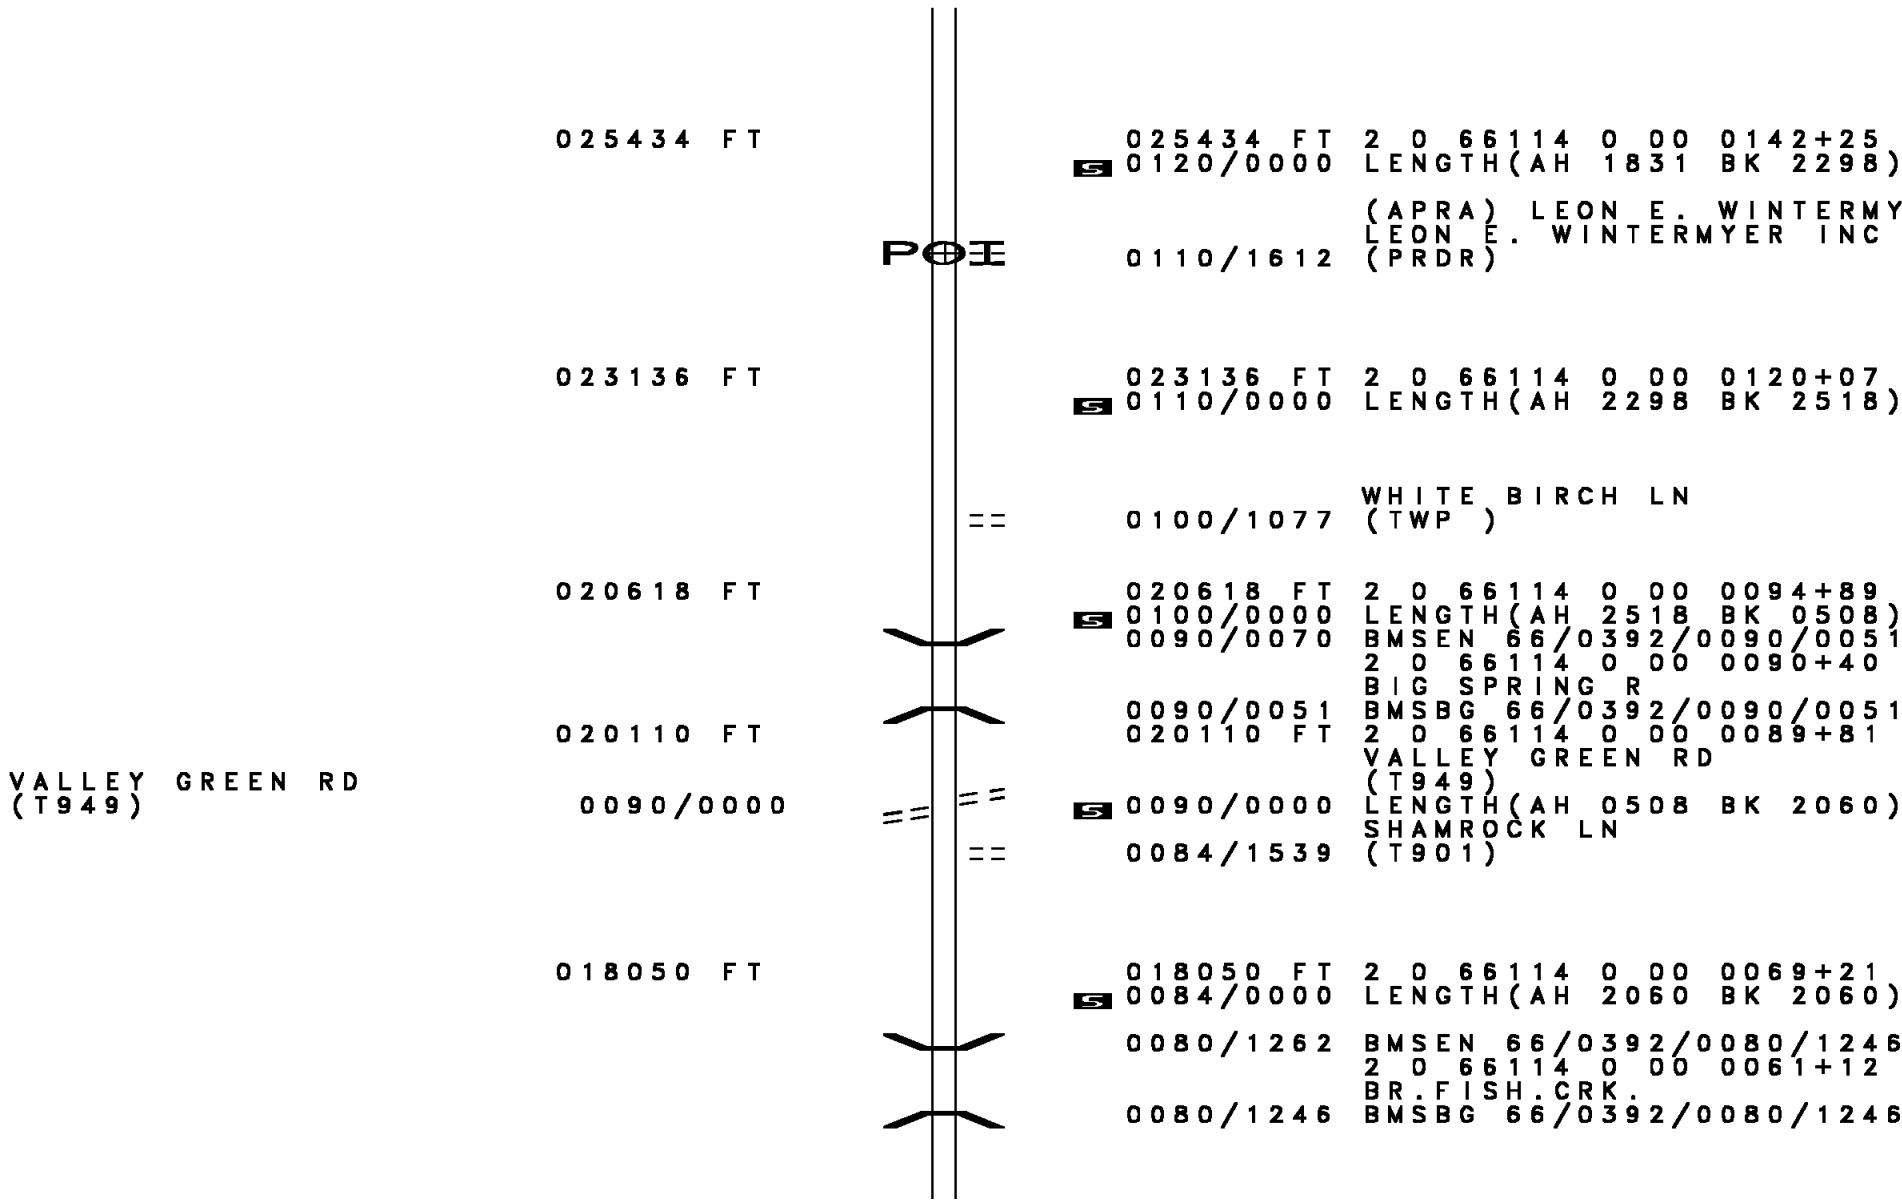 025434 FT 025434 FT 2 0 66114 0 00 0142+25
S 0120/0000 LENGTH(AH 1831 BK 2298)
(APRA) LEON E. WINTERMY
LEON E. WINTERMYER INC
POI 0110/1612 (PRDR)
023136 FT 023136 FT 2 0 66114 0 00 0120+07
S 0110/0000 LENGTH(AH 2298 BK 2518)
WHITE BIRCH LN
0100/1077 (TWP )
020618 FT 020618 FT 2 0 66114 0 00 0094+89
S 0100/0000 LENGTH(AH 2518 BK 0508)
0090/0070 BMSEN 66/0392/0090/0051
2 0 66114 0 00 0090+40
BIG SPRING R
0090/0051 BMSBG 66/0392/0090/0051
020110 FT 020110 FT 2 0 66114 0 00 0089+81
VALLEY GREEN RD
VALLEY GREEN RD (T949)
(T949) 0090/0000 S 0090/0000 LENGTH(AH 0508 BK 2060)
SHAMROCK LN
0084/1539 (T901)
018050 FT 018050 FT 2 0 66114 0 00 0069+21
S 0084/0000 LENGTH(AH 2060 BK 2060)
0080/1262 BMSEN 66/0392/0080/1246
2 0 66114 0 00 0061+12
BR.FISH.CRK.
0080/1246 BMSBG 66/0392/0080/1246